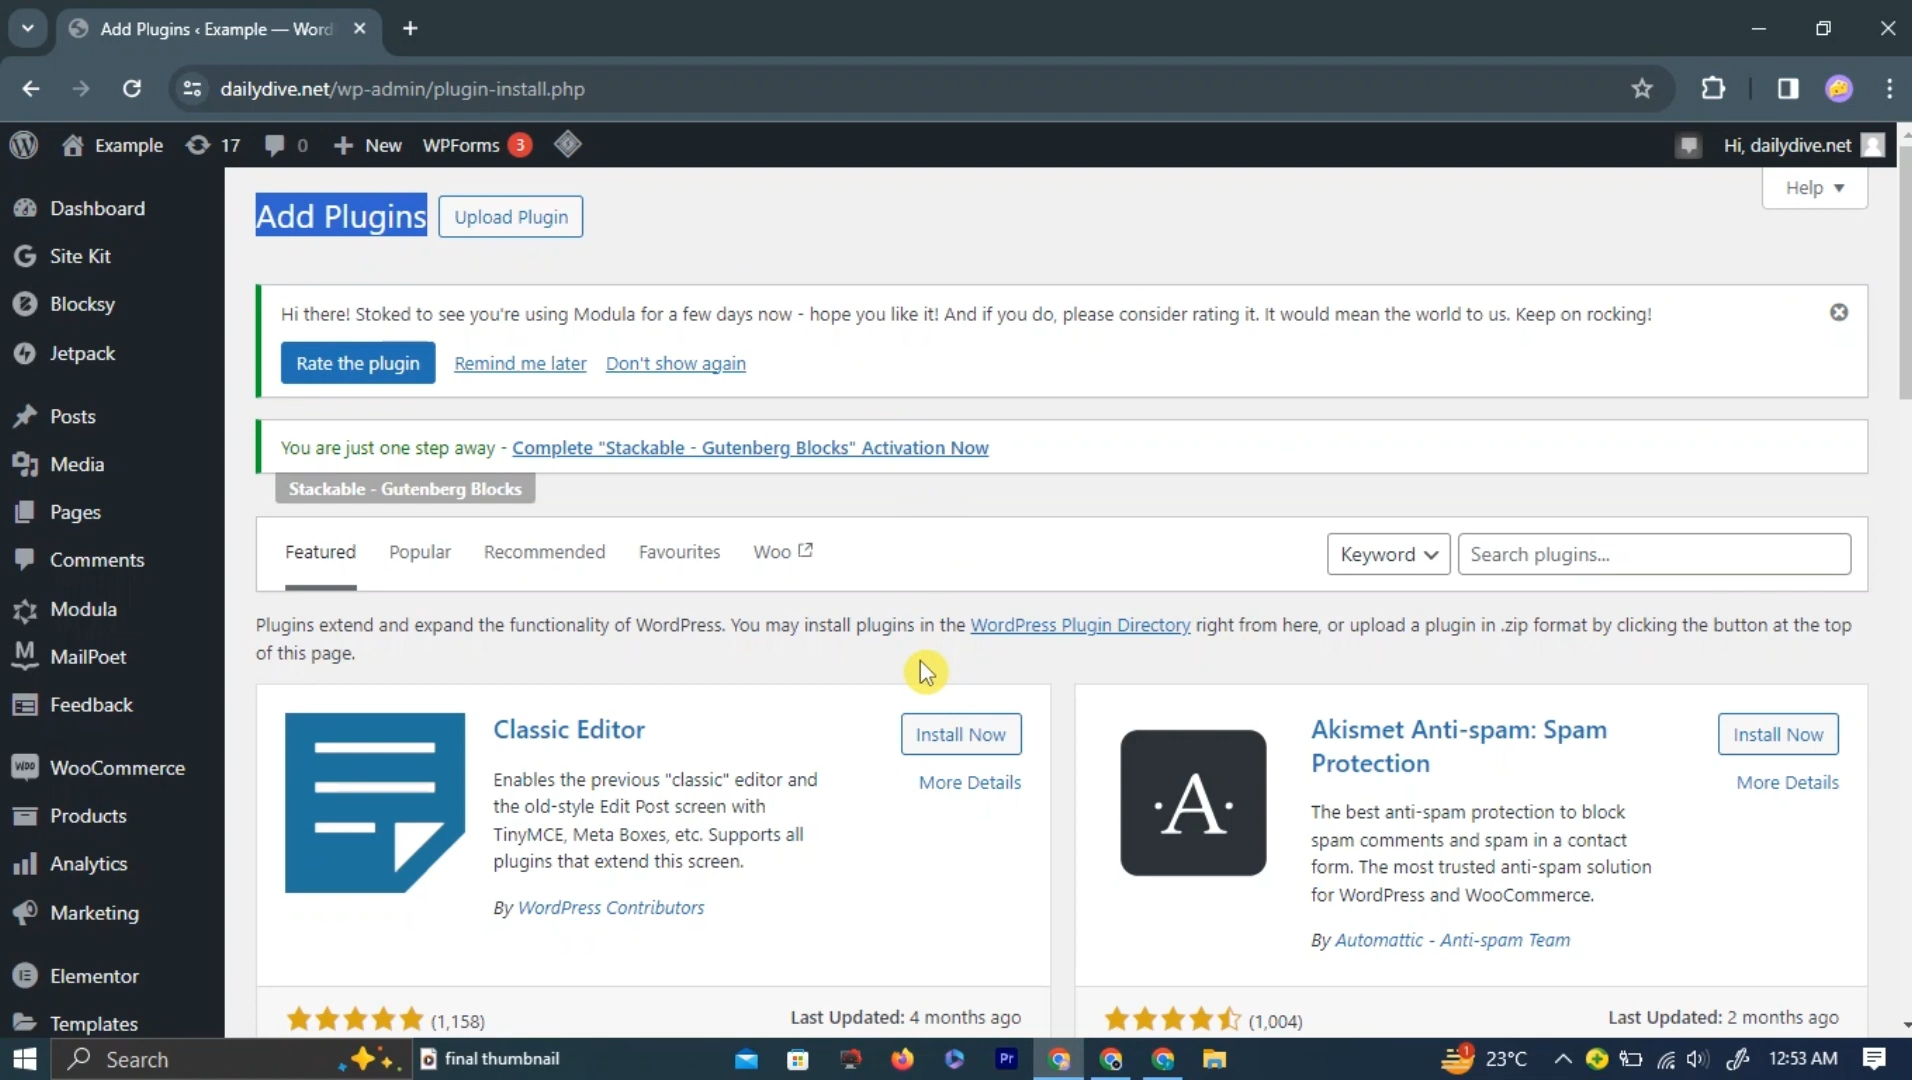 Add Plugins ‹ Example — Word
dailydive.net/wp-admin/plugin-install.php
Example 17 0 New WPForms 3
Hi, dailydive.net
Help
Add Plugins
Upload Plugin
Dashboard
Site Kit
Blocksy
Jetpack
Posts
Media
Pages
Comments
Modula
MailPoet
Feedback
WooCommerce
Products
Analytics
Marketing
Elementor
Templates
Hi there! Stoked to see you're using Modula for a few days now - hope you like it! And if you do, please consider rating it. It would mean the world to us. Keep on rocking!
Rate the plugin Remind me later Don't show again
You are just one step away - Complete "Stackable - Gutenberg Blocks" Activation Now
Stackable - Gutenberg Blocks
Featured Popular Recommended Favourites Woo
Keyword Search plugins...
Plugins extend and expand the functionality of WordPress. You may install plugins in the WordPress Plugin Directory right from here, or upload a plugin in .zip format by clicking the button at the top
of this page.
Classic Editor
Install Now
More Details
Enables the previous "classic" editor and
the old-style Edit Post screen with
TinyMCE, Meta Boxes, etc. Supports all
plugins that extend this screen.
By WordPress Contributors
(1,158)
Last Updated: 4 months ago
·A·
Akismet Anti-spam: Spam
Protection
Install Now
More Details
The best anti-spam protection to block
spam comments and spam in a contact
form. The most trusted anti-spam solution
for WordPress and WooCommerce.
By Automattic - Anti-spam Team
(1,004)
Last Updated: 2 months ago
Search
final thumbnail
Pr
1
23°C
12:53 AM